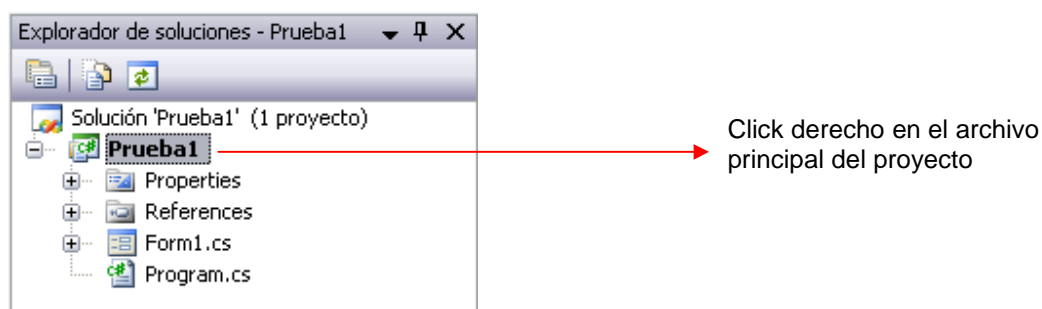 Explorador de soluciones - Prueba1
Solución 'Prueba1' (1 proyecto)
Prueba1
Click derecho en el archivo
principal del proyecto
Properties
References
Form1.cs
Program.cs